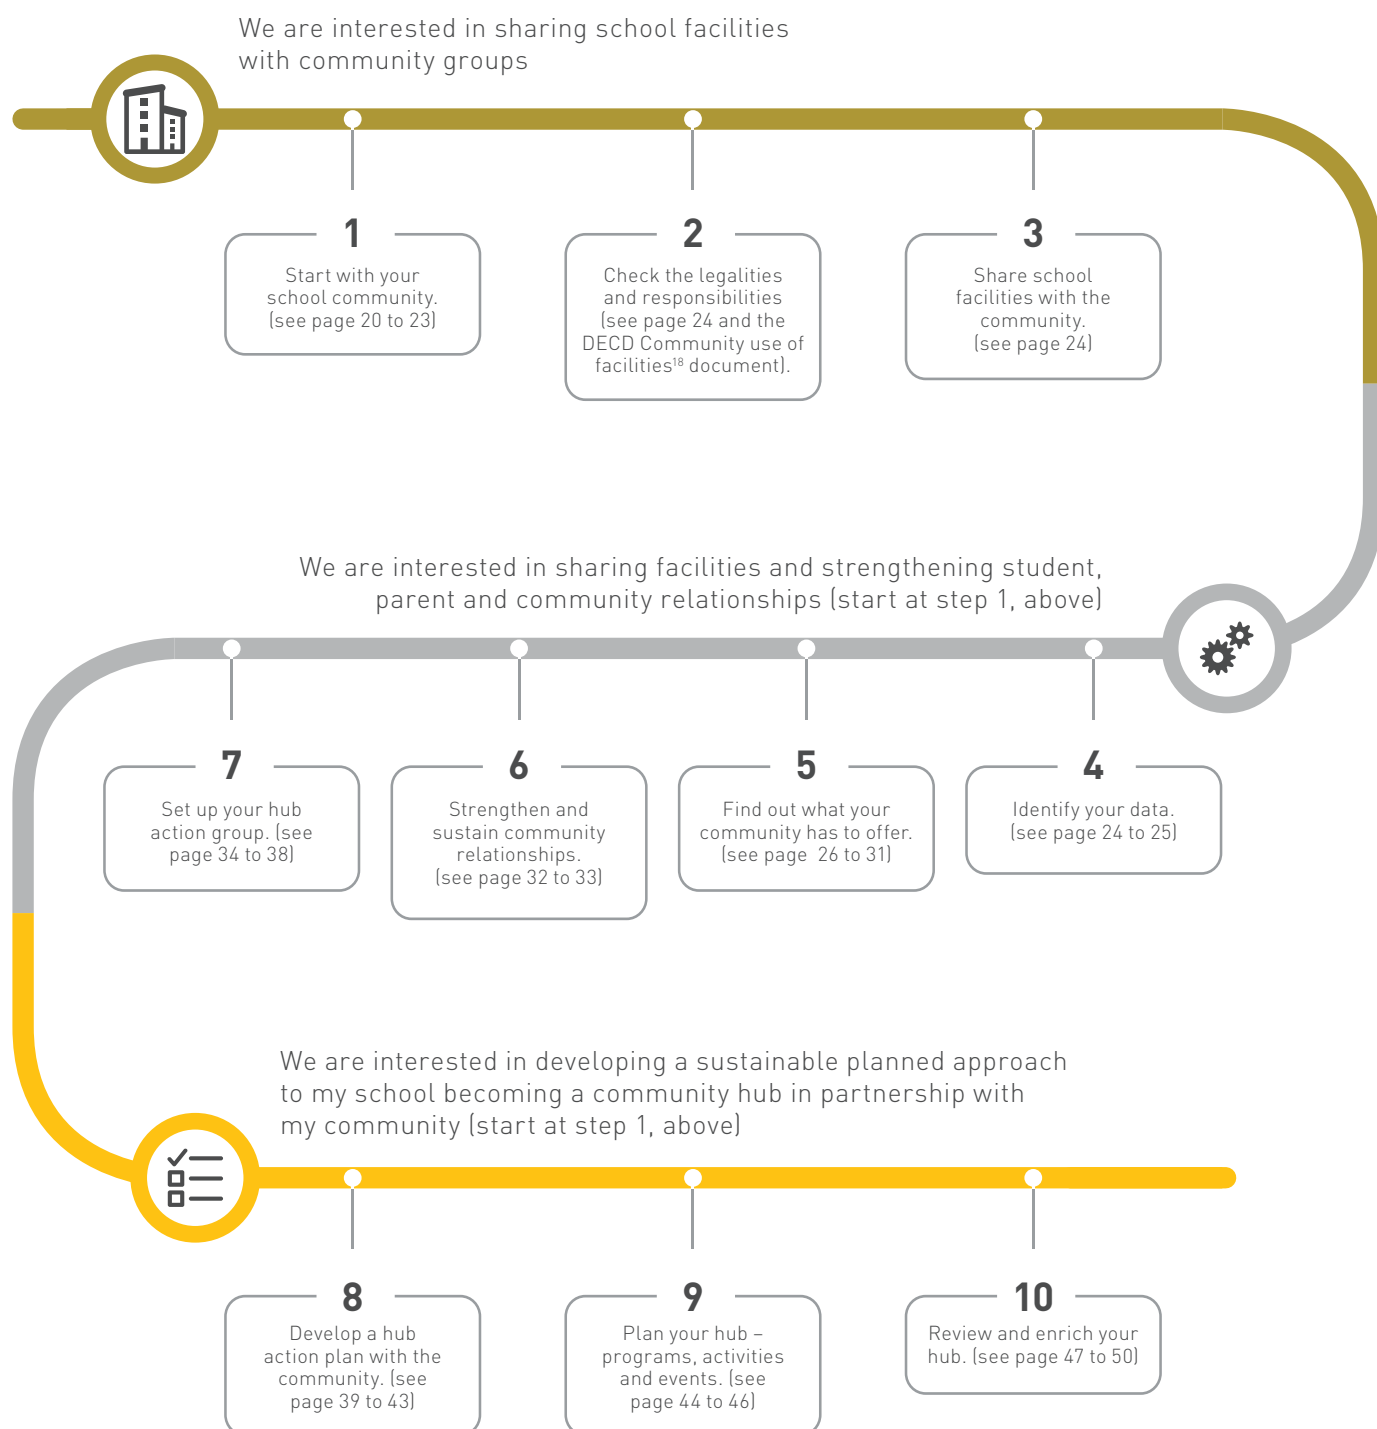 We are interested in sharing school facilities
with community groups
1
Start with your
school community.
(see page 20 to 23)
2
Check the legalities
and responsibilities
(see page 24 and the
DECD Community use of
facilities¹⁸ document).
3
Share school
facilities with the
community.
(see page 24)
We are interested in sharing facilities and strengthening student,
parent and community relationships (start at step 1, above)
7
Set up your hub
action group. (see
page 34 to 38)
6
Strengthen and
sustain community
relationships.
(see page 32 to 33)
5
Find out what your
community has to offer.
(see page 26 to 31)
4
Identify your data.
(see page 24 to 25)
We are interested in developing a sustainable planned approach
to my school becoming a community hub in partnership with
my community (start at step 1, above)
8
Develop a hub
action plan with the
community. (see
page 39 to 43)
9
Plan your hub –
programs, activities
and events. (see
page 44 to 46)
10
Review and enrich your
hub. (see page 47 to 50)